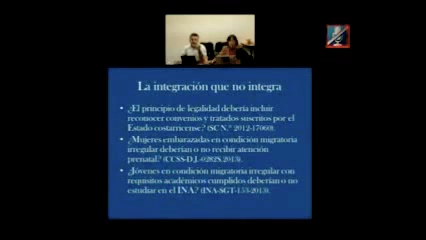 La integración que no integra
• ¿El principio de legalidad debería incluir
reconocer convenios y tratados suscritos por
el Estado costarricense? (SC N.° 2012-17060).
• ¿Mujeres embarazadas en condición migratoria
irregular deberían o no recibir atención
prenatal? (CCSS-DJ.-0282S.2013).
• ¿Jóvenes en condición migratoria irregular con
requisitos académicos cumplidos deberían o no
estudiar en el INA? (INA-SGT-153-2013).